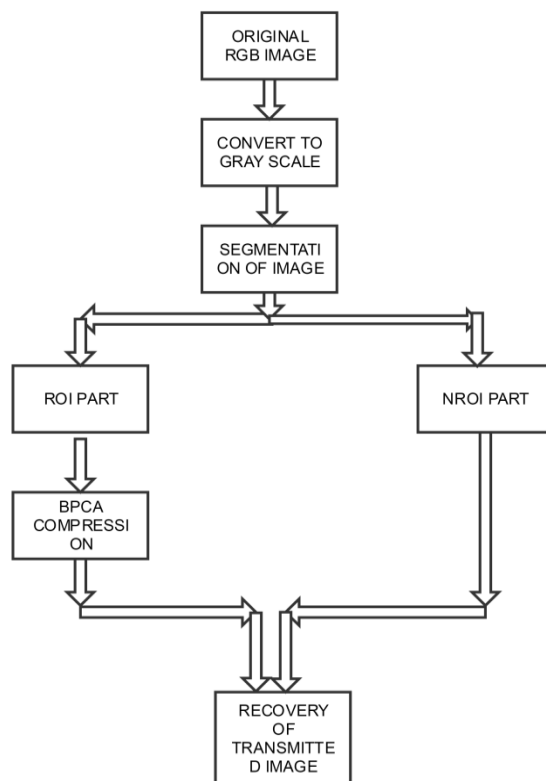 ORIGINAL
RGB IMAGE
CONVERT TO
GRAY SCALE
SEGMENTATI
ON OF IMAGE
ROI PART
NROI PART
BPCA
COMPRESSI
ON
RECOVERY
OF
TRANSMITTE
D IMAGE